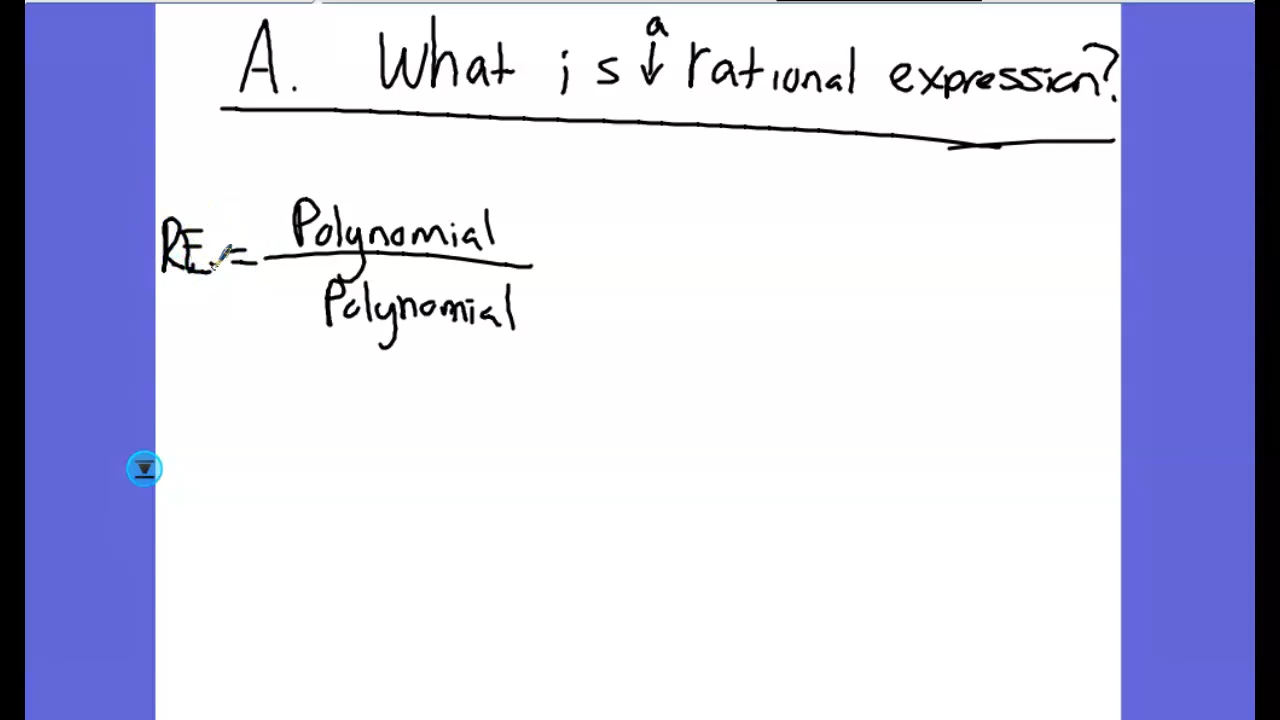 a
A. What is rational expression?
RE = Polynomial
Polynomial